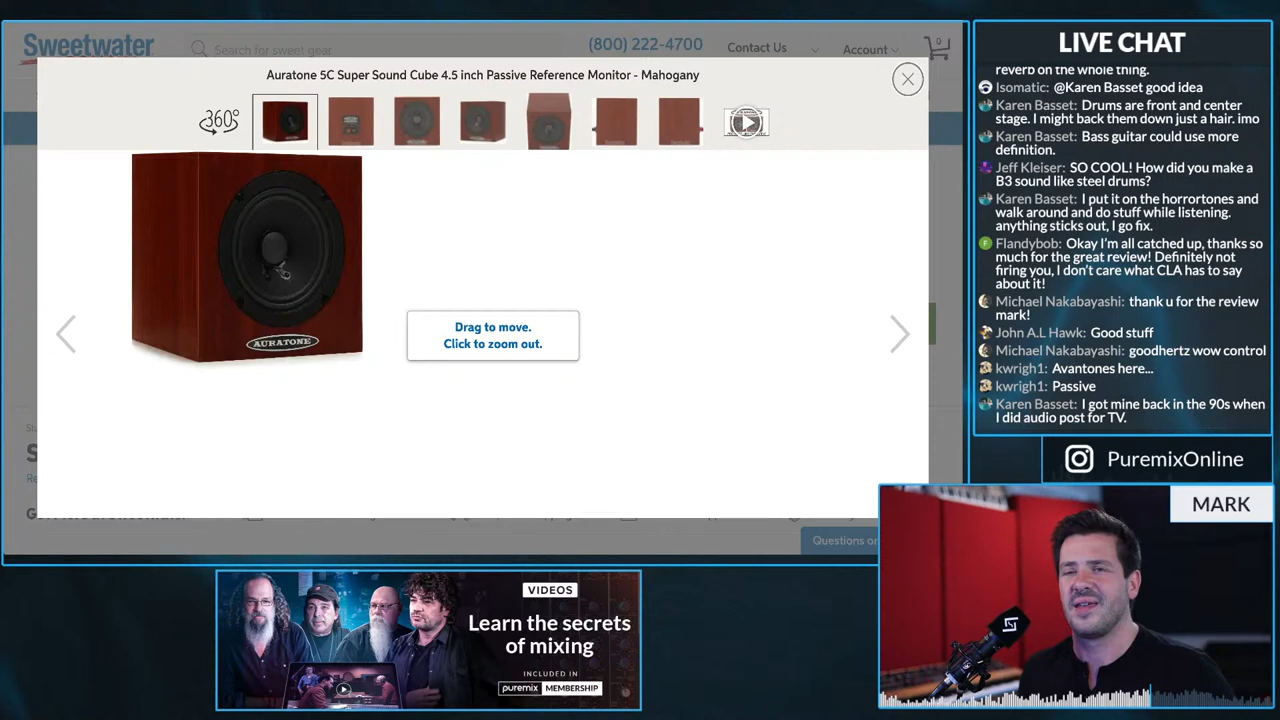 Sweetwater
Search for sweet gear
(800) 222-4700
Contact Us
Account
0
Auratone 5C Super Sound Cube 4.5 inch Passive Reference Monitor - Mahogany
360°
AURATONE
Drag to move.
Click to zoom out.
Questions or
LIVE CHAT
reverb on the whole thing.
Isomatic: @Karen Basset good idea
Karen Basset: Drums are front and center
stage. I might back them down just a hair. imo
Karen Basset: Bass guitar could use more
definition.
Jeff Kleiser: SO COOL! How did you make a
B3 sound like steel drums?
Karen Basset: I put it on the horrortones and
walk around and do stuff while listening.
anything sticks out, I go fix.
F
Flandybob: Okay I'm all catched up, thanks so
much for the great review! Definitely not
firing you, I don't care what CLA has to say
about it!
Michael Nakabayashi: thank u for the review
mark!
John A.L Hawk: Good stuff
Michael Nakabayashi: goodhertz wow control
kwrigh1: Avantones here...
kwrigh1: Passive
Karen Basset: I got mine back in the 90s when
I did audio post for TV.
PuremixOnline
MARK
VIDEOS
Learn the secrets
of mixing
INCLUDED IN
puremix MEMBERSHIP